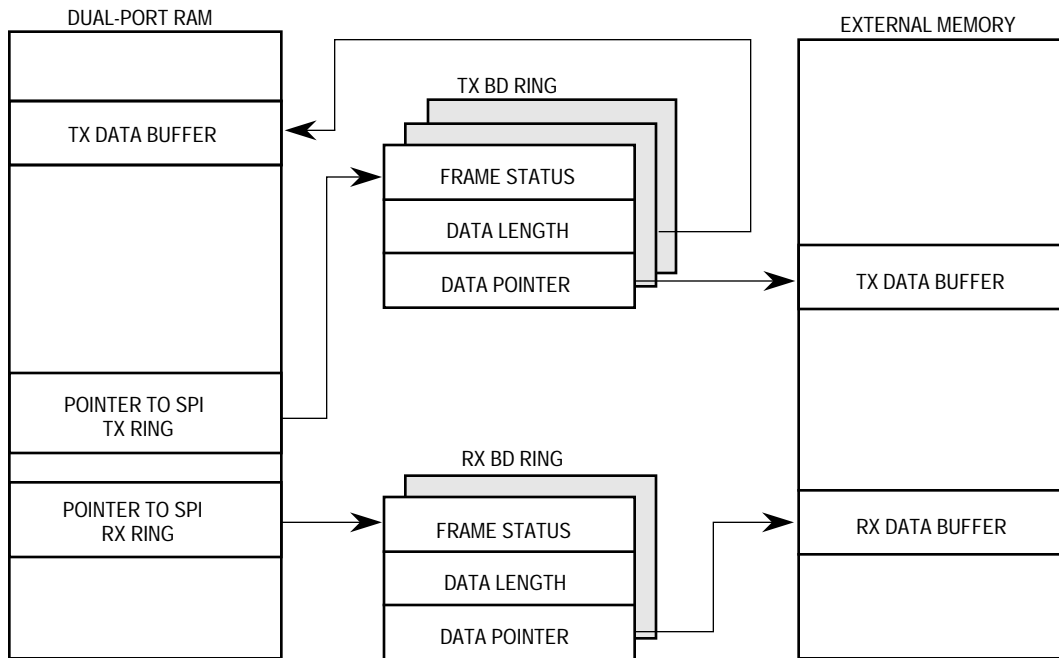 DUAL-PORT RAM
TX DATA BUFFER
POINTER TO SPI
TX RING
POINTER TO SPI
RX RING
TX BD RING
FRAME STATUS
DATA LENGTH
DATA POINTER
RX BD RING
FRAME STATUS
DATA LENGTH
DATA POINTER
EXTERNAL MEMORY
TX DATA BUFFER
RX DATA BUFFER